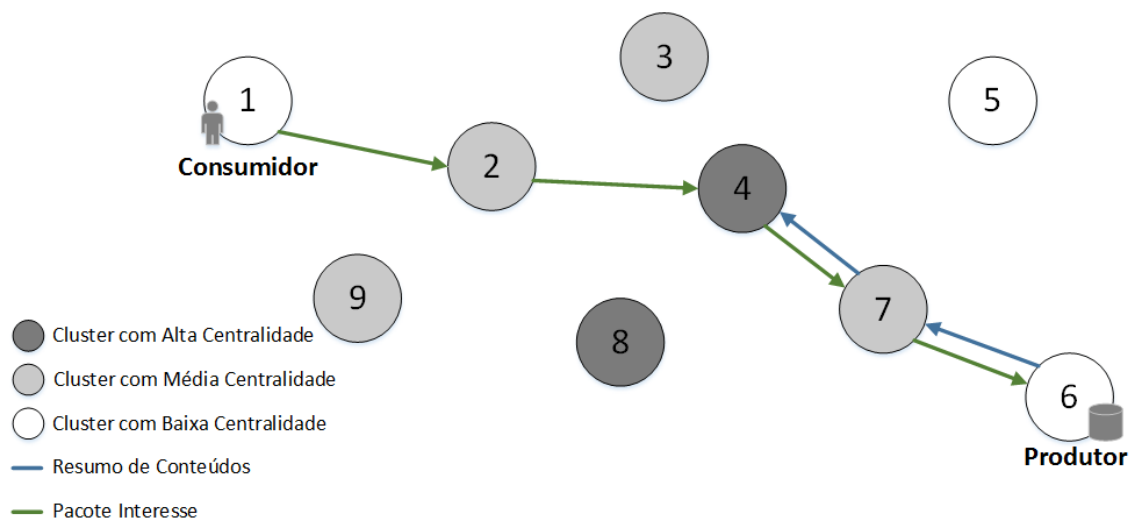 3
1
5
Consumidor
2
4
9
7
8
6
Produtor
Cluster com Alta Centralidade
Cluster com Média Centralidade
Cluster com Baixa Centralidade
Resumo de Conteúdos
Pacote Interesse